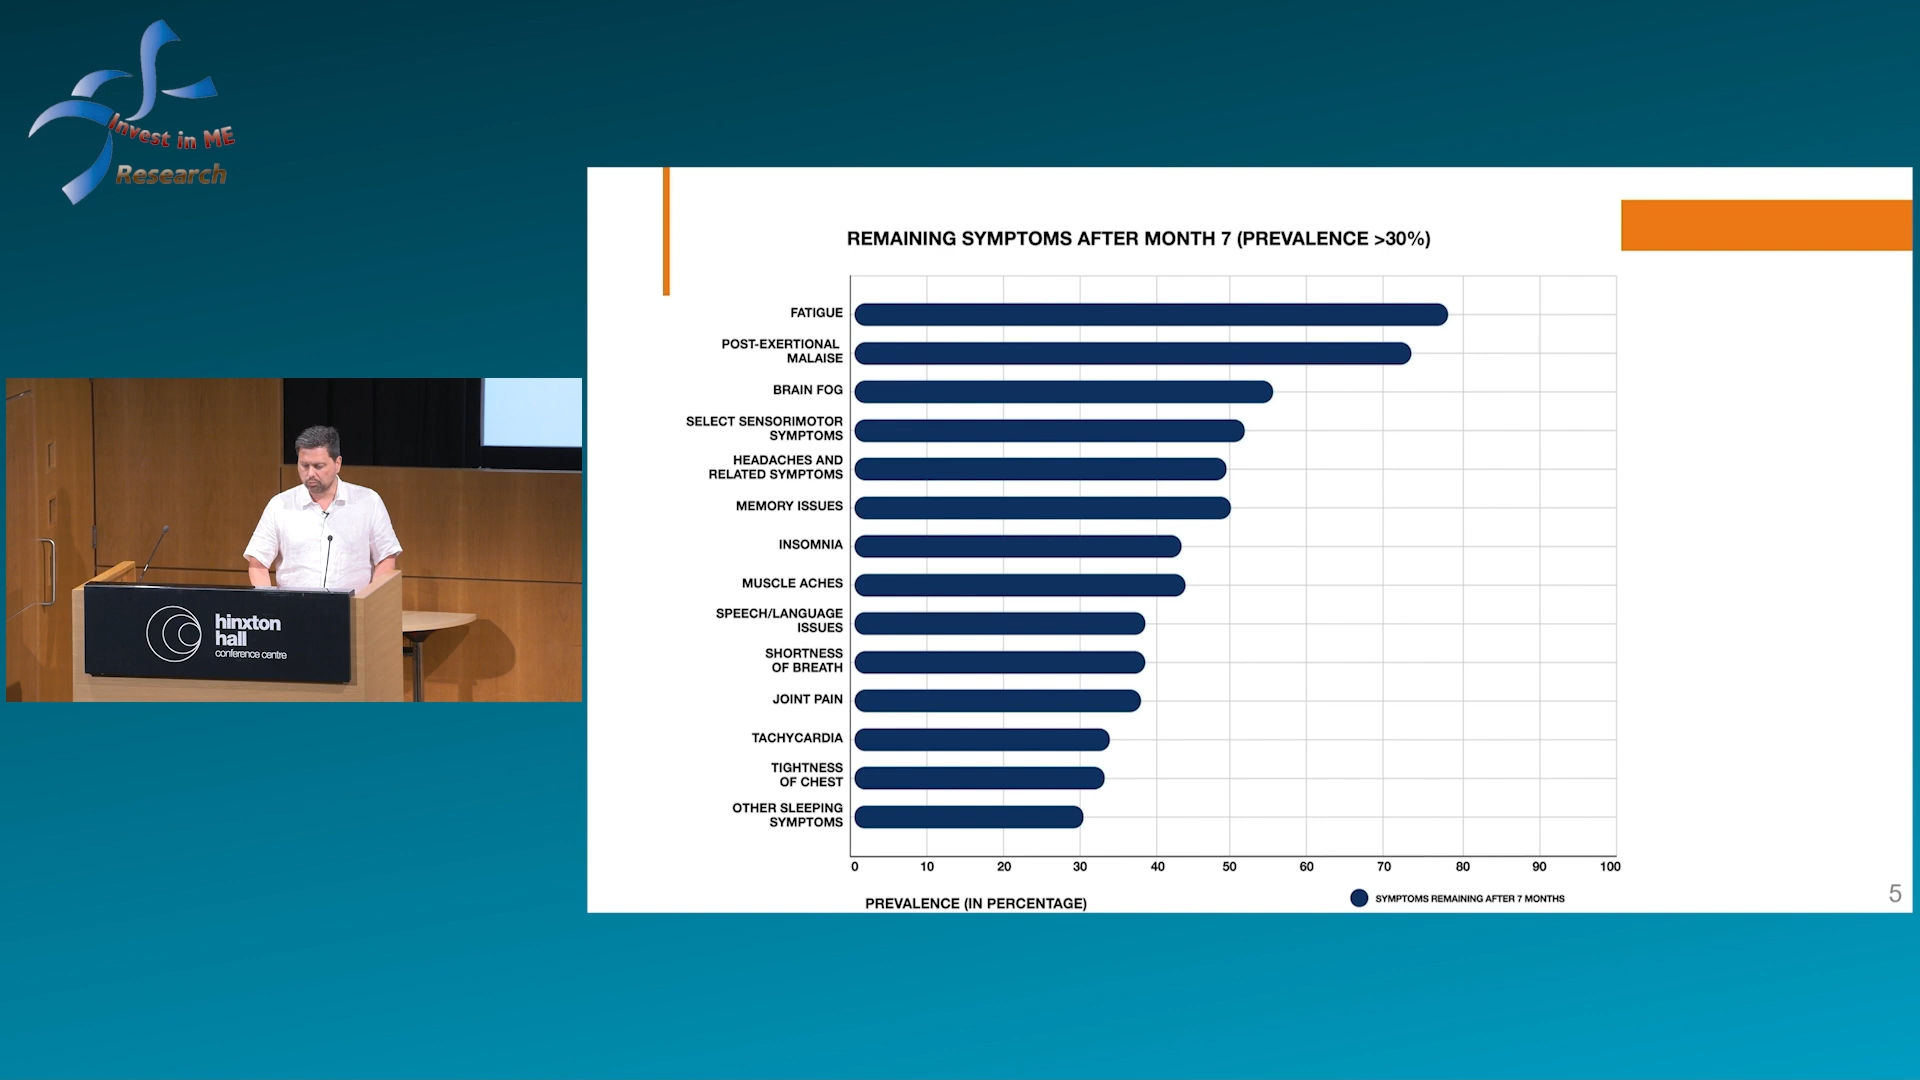 Invest in ME
Research
hinxton
hall
conference centre
REMAINING SYMPTOMS AFTER MONTH 7 (PREVALENCE >30%)
FATIGUE
POST-EXERTIONAL
MALAISE
BRAIN FOG
SELECT SENSORIMOTOR
SYMPTOMS
HEADACHES AND
RELATED SYMPTOMS
MEMORY ISSUES
INSOMNIA
MUSCLE ACHES
SPEECH/LANGUAGE
ISSUES
SHORTNESS
OF BREATH
JOINT PAIN
TACHYCARDIA
TIGHTNESS
OF CHEST
OTHER SLEEPING
SYMPTOMS
0 10 20 30 40 50 60 70 80 90 100
PREVALENCE (IN PERCENTAGE)
SYMPTOMS REMAINING AFTER 7 MONTHS
5